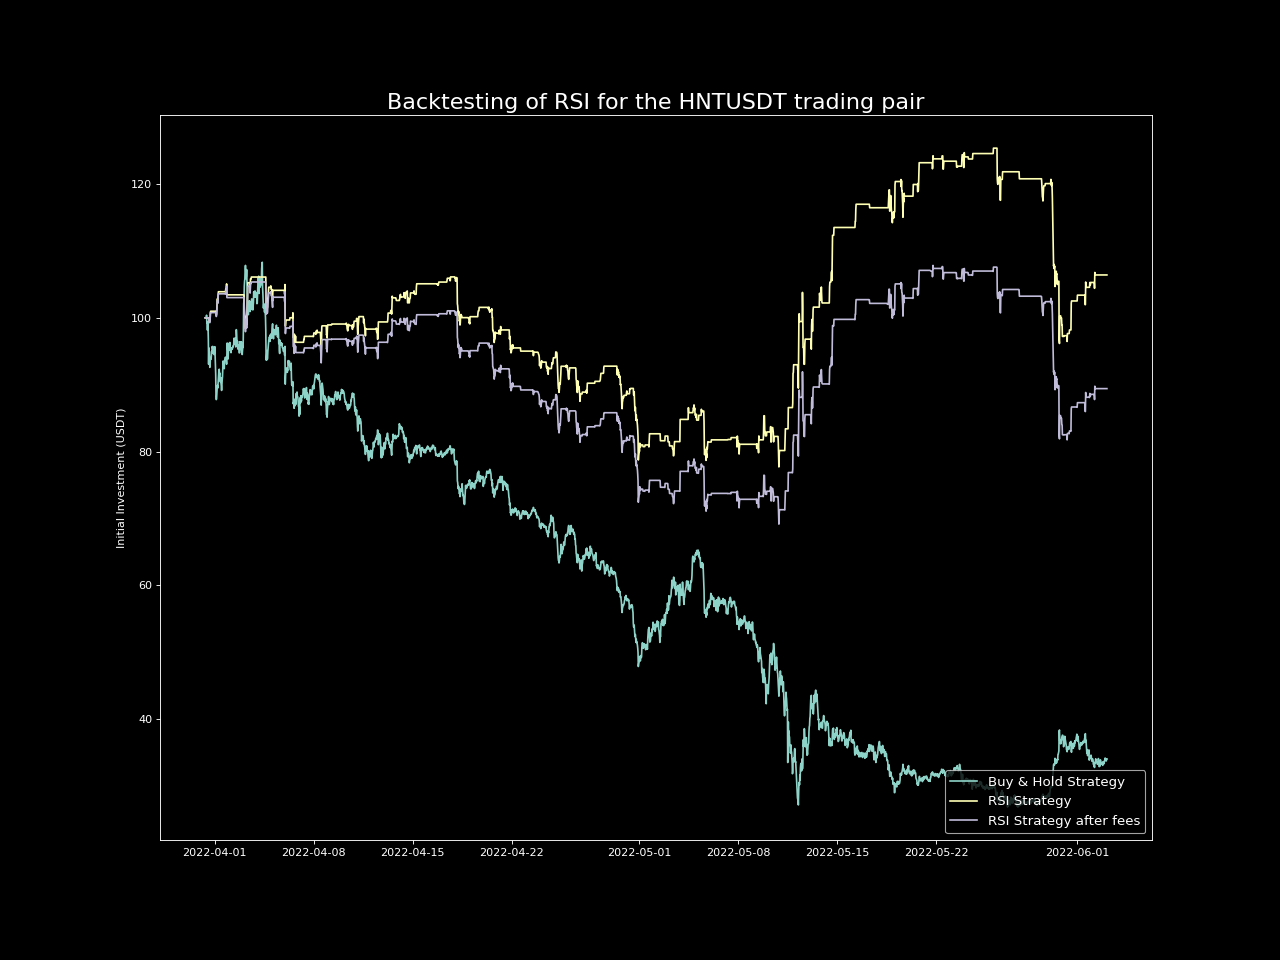 Backtesting of RSI for the HNTUSDT trading pair
Initial Investment (USDT)
120
100
80
60
40
2022-04-01 2022-04-08 2022-04-15 2022-04-22 2022-05-01 2022-05-08 2022-05-15 2022-05-22 2022-06-01
Buy & Hold Strategy
RSI Strategy
RSI Strategy after fees